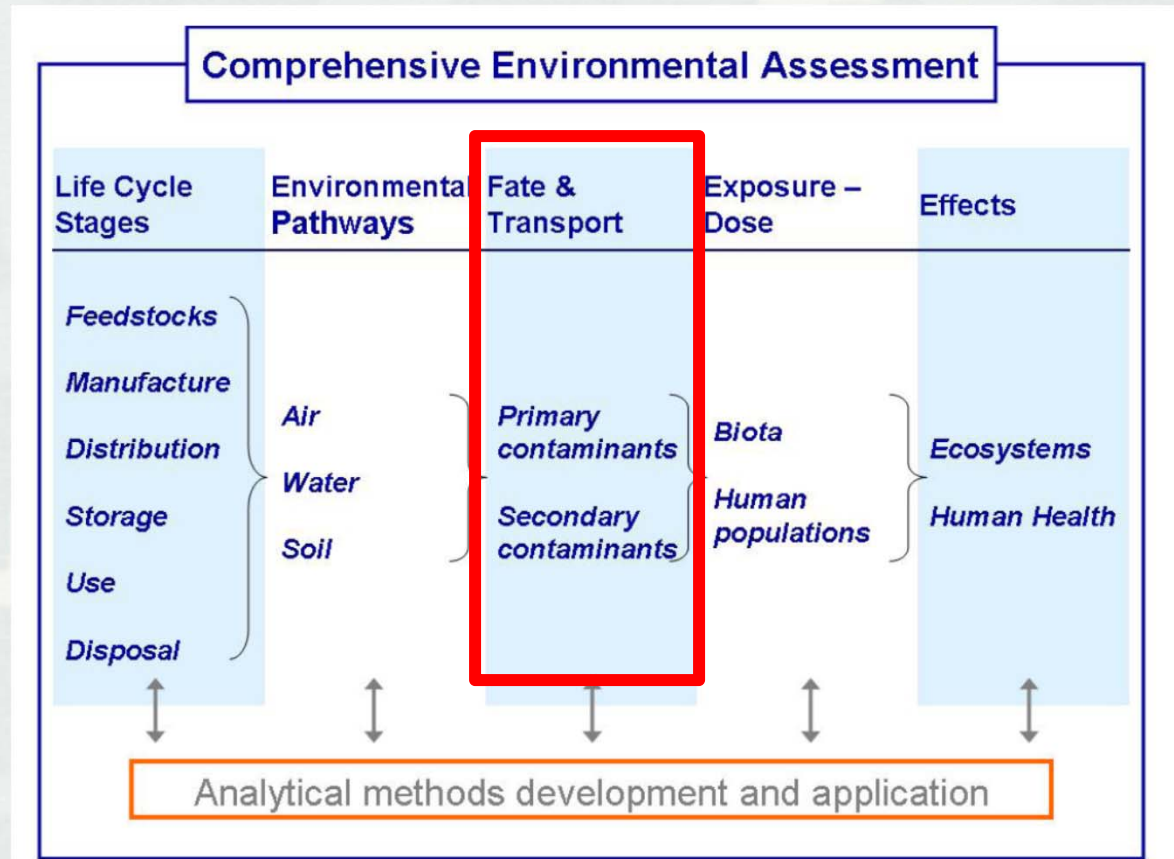 Comprehensive Environmental Assessment
Life Cycle
Stages
Environmental
Pathways
Fate &
Transport
Exposure –
Dose
Effects
Feedstocks
Manufacture
Distribution
Storage
Use
Disposal
Air
Water
Soil
Primary
contaminants
Secondary
contaminants
Biota
Human
populations
Ecosystems
Human Health
Analytical methods development and application